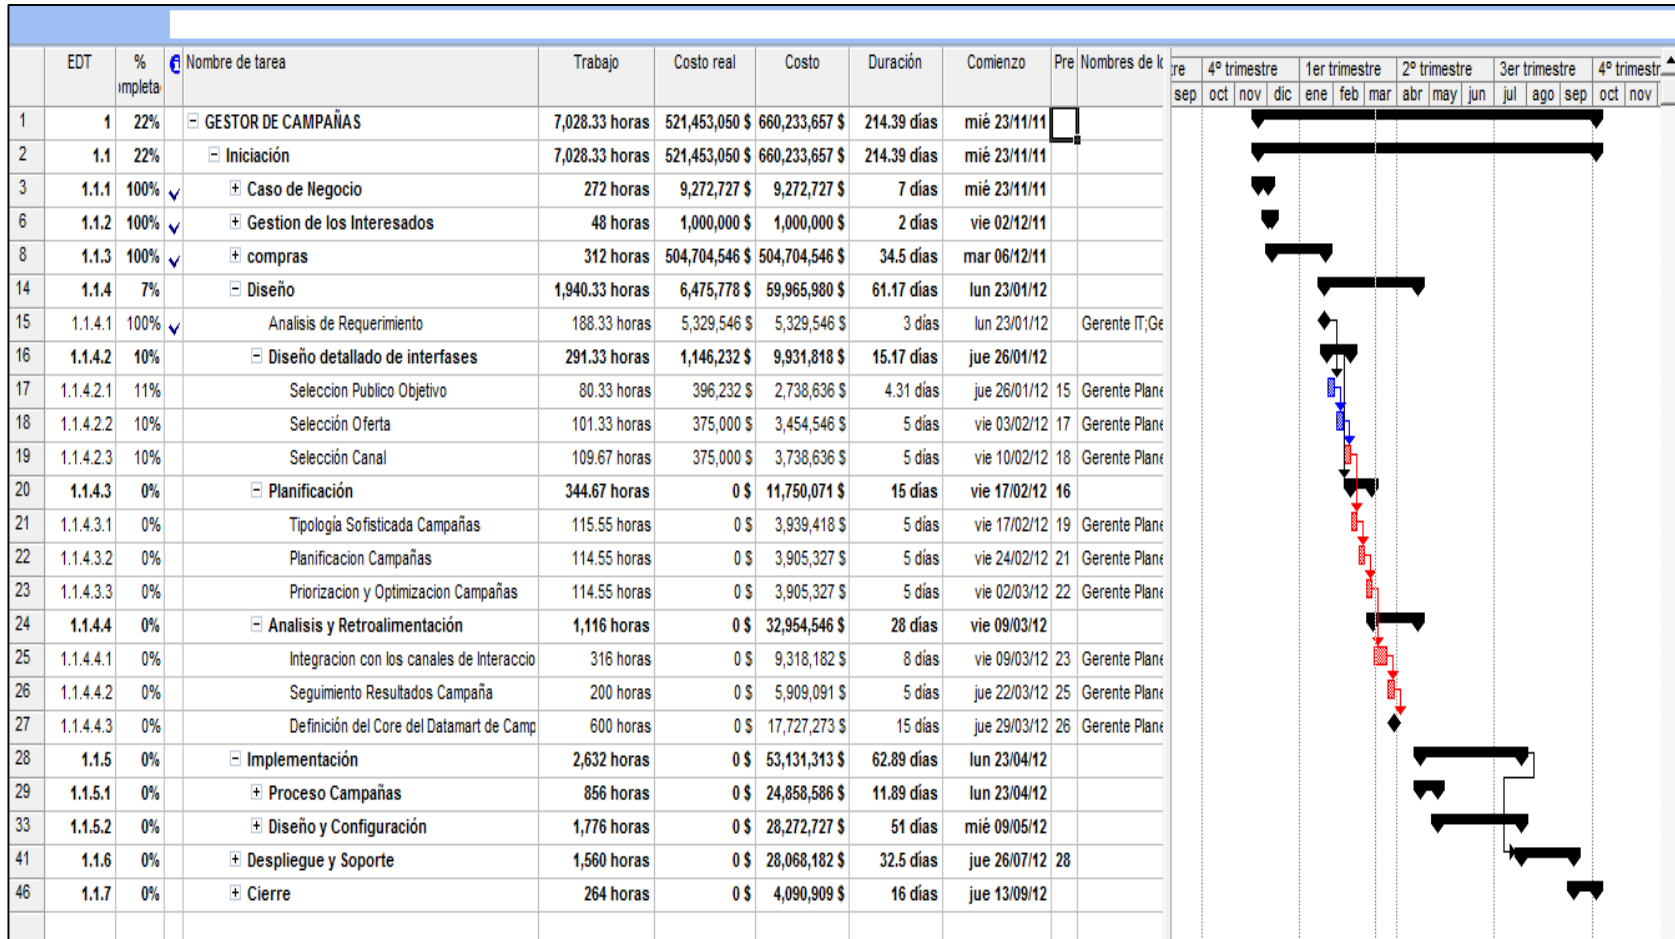 EDT % ompleta Nombre de tarea Trabajo Costo real Costo Duración Comienzo Pre Nombres de lo
re 4º trimestre 1er trimestre 2º trimestre 3er trimestre 4º trimestr
sep oct nov dic ene feb mar abr may jun jul ago sep oct nov
1 1 22% GESTOR DE CAMPAÑAS 7,028.33 horas 521,453,050 $ 660,233,657 $ 214.39 días mié 23/11/11
2 1.1 22% Iniciación 7,028.33 horas 521,453,050 $ 660,233,657 $ 214.39 días mié 23/11/11
3 1.1.1 100% Caso de Negocio 272 horas 9,272,727 $ 9,272,727 $ 7 días mié 23/11/11
6 1.1.2 100% Gestion de los Interesados 48 horas 1,000,000 $ 1,000,000 $ 2 días vie 02/12/11
8 1.1.3 100% compras 312 horas 504,704,546 $ 504,704,546 $ 34.5 días mar 06/12/11
14 1.1.4 7% Diseño 1,940.33 horas 6,475,778 $ 59,965,980 $ 61.17 días lun 23/01/12
15 1.1.4.1 100% Analisis de Requerimiento 188.33 horas 5,329,546 $ 5,329,546 $ 3 días lun 23/01/12 Gerente IT;Ge
16 1.1.4.2 10% Diseño detallado de interfases 291.33 horas 1,146,232 $ 9,931,818 $ 15.17 días jue 26/01/12
17 1.1.4.2.1 11% Seleccion Publico Objetivo 80.33 horas 396,232 $ 2,738,636 $ 4.31 días jue 26/01/12 15 Gerente Plane
18 1.1.4.2.2 10% Selección Oferta 101.33 horas 375,000 $ 3,454,546 $ 5 días vie 03/02/12 17 Gerente Plane
19 1.1.4.2.3 10% Selección Canal 109.67 horas 375,000 $ 3,738,636 $ 5 días vie 10/02/12 18 Gerente Plane
20 1.1.4.3 0% Planificación 344.67 horas 0 $ 11,750,071 $ 15 días vie 17/02/12 16
21 1.1.4.3.1 0% Tipología Sofisticada Campañas 115.55 horas 0 $ 3,939,418 $ 5 días vie 17/02/12 19 Gerente Plane
22 1.1.4.3.2 0% Planificacion Campañas 114.55 horas 0 $ 3,905,327 $ 5 días vie 24/02/12 21 Gerente Plane
23 1.1.4.3.3 0% Priorizacion y Optimizacion Campañas 114.55 horas 0 $ 3,905,327 $ 5 días vie 02/03/12 22 Gerente Plane
24 1.1.4.4 0% Analisis y Retroalimentación 1,116 horas 0 $ 32,954,546 $ 28 días vie 09/03/12
25 1.1.4.4.1 0% Integracion con los canales de Interaccio 316 horas 0 $ 9,318,182 $ 8 días vie 09/03/12 23 Gerente Plane
26 1.1.4.4.2 0% Seguimiento Resultados Campaña 200 horas 0 $ 5,909,091 $ 5 días jue 22/03/12 25 Gerente Plane
27 1.1.4.4.3 0% Definición del Core del Datamart de Camp 600 horas 0 $ 17,727,273 $ 15 días jue 29/03/12 26 Gerente Plane
28 1.1.5 0% Implementación 2,632 horas 0 $ 53,131,313 $ 62.89 días lun 23/04/12
29 1.1.5.1 0% Proceso Campañas 856 horas 0 $ 24,858,586 $ 11.89 días lun 23/04/12
33 1.1.5.2 0% Diseño y Configuración 1,776 horas 0 $ 28,272,727 $ 51 días mié 09/05/12
41 1.1.6 0% Despliegue y Soporte 1,560 horas 0 $ 28,068,182 $ 32.5 días jue 26/07/12 28
46 1.1.7 0% Cierre 264 horas 0 $ 4,090,909 $ 16 días jue 13/09/12